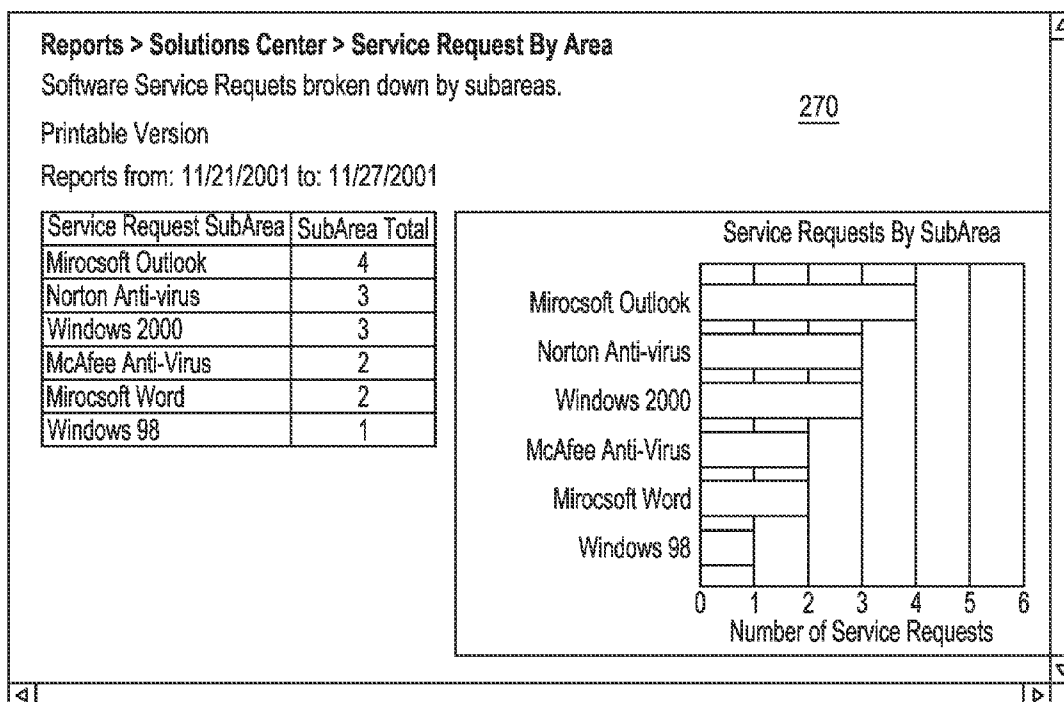 Reports > Solutions Center > Service Request By Area
Software Service Requets broken down by subareas.
270
Printable Version
Reports from: 11/21/2001 to: 11/27/2001
Service Request SubArea SubArea Total
Mirocsoft Outlook 4
Norton Anti-virus 3
Windows 2000 3
McAfee Anti-Virus 2
Mirocsoft Word 2
Windows 98 1
Service Requests By SubArea
Mirocsoft Outlook
Norton Anti-virus
Windows 2000
McAfee Anti-Virus
Mirocsoft Word
Windows 98
0 1 2 3 4 5 6
Number of Service Requests